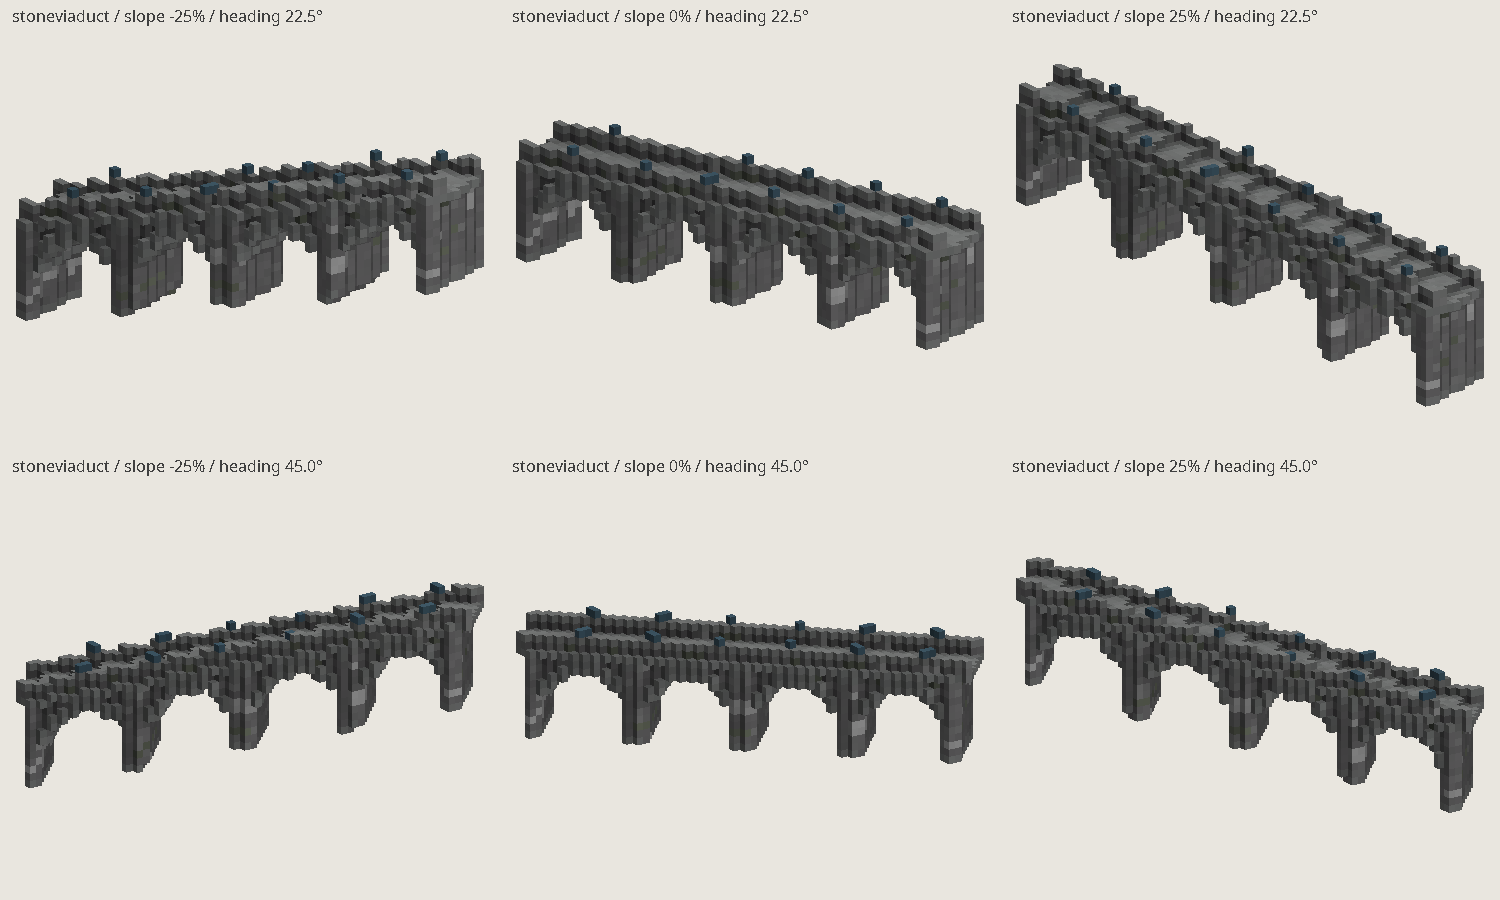 stoneviaduct / slope -25% / heading 22.5°
stoneviaduct / slope 0% / heading 22.5°
stoneviaduct / slope 25% / heading 22.5°
stoneviaduct / slope -25% / heading 45.0°
stoneviaduct / slope 0% / heading 45.0°
stoneviaduct / slope 25% / heading 45.0°